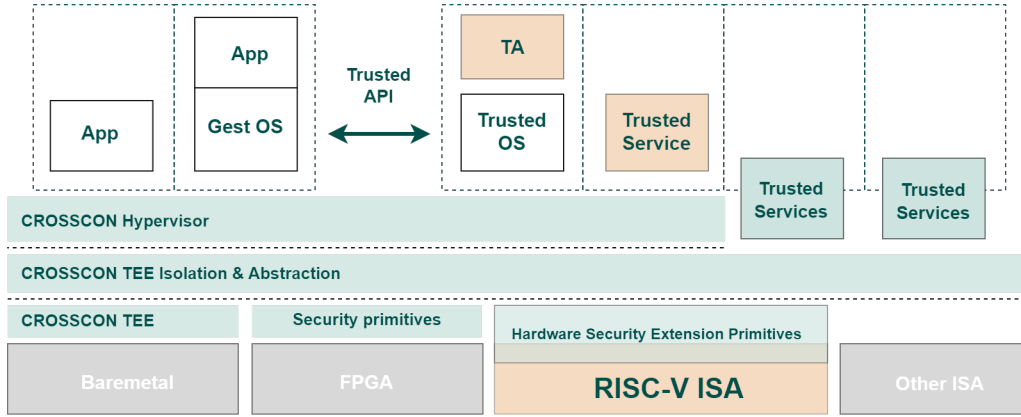 App
App
Gest OS
Trusted
API
TA
Trusted
OS
Trusted
Service
Trusted
Services
Trusted
Services
CROSSCON Hypervisor
CROSSCON TEE Isolation & Abstraction
CROSSCON TEE
Security primitives
Hardware Security Extension Primitives
Baremetal
FPGA
RISC-V ISA
Other ISA